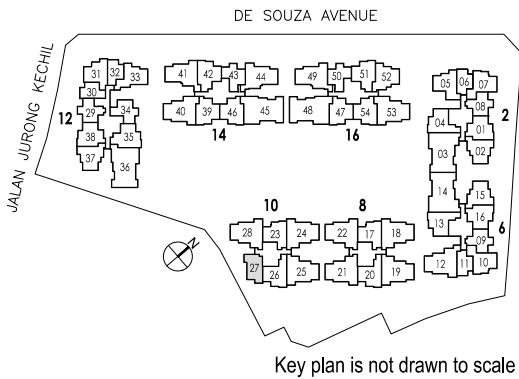 DE SOUZA AVENUE
JALAN JURONG KECHIL
31 32 33
30
29 34
12
38 35
37
36
41 42 43 44
40 39 46 45
14
49 50 51 52
48 47 54 53
16
05 06 07
08
2
04 01
03 02
14 15
13 16
6
09
12 11 10
10
28 23 24
27 26 25
8
22 17 18
21 20 19
N
Key plan is not drawn to scale